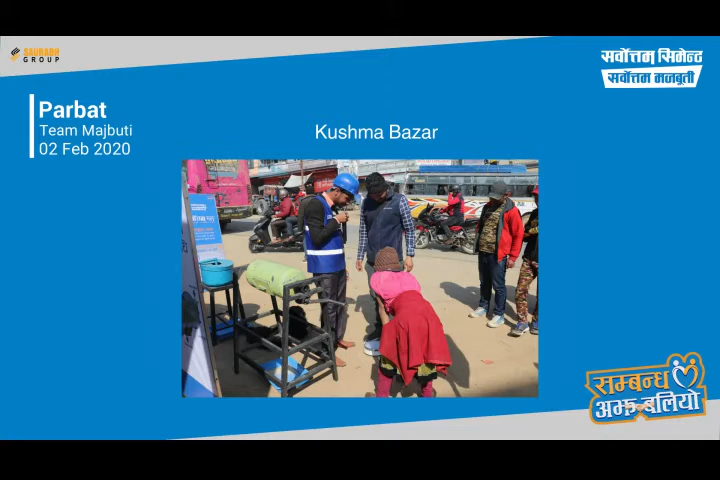 SAURABH
GROUP
सर्वोत्तम सिमेन्ट
सर्वोत्तम मजबूती
Parbat
Team Majbuti
02 Feb 2020
Kushma Bazar
सम्बन्ध
अझ बलियो